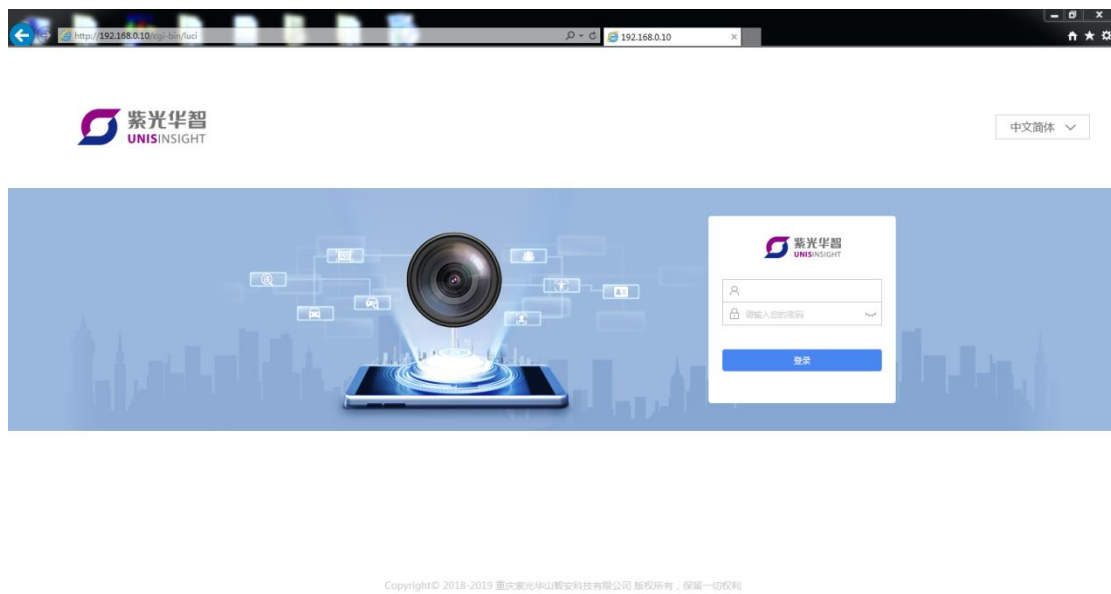 http://192.168.0.10/cgi-bin/luci
192.168.0.10
紫光华智
UNISINSIGHT
中文简体
紫光华智
UNISINSIGHT
请输入您的密码
登录
Copyright© 2018-2019 重庆紫光华山智安科技有限公司 版权所有，保留一切权利